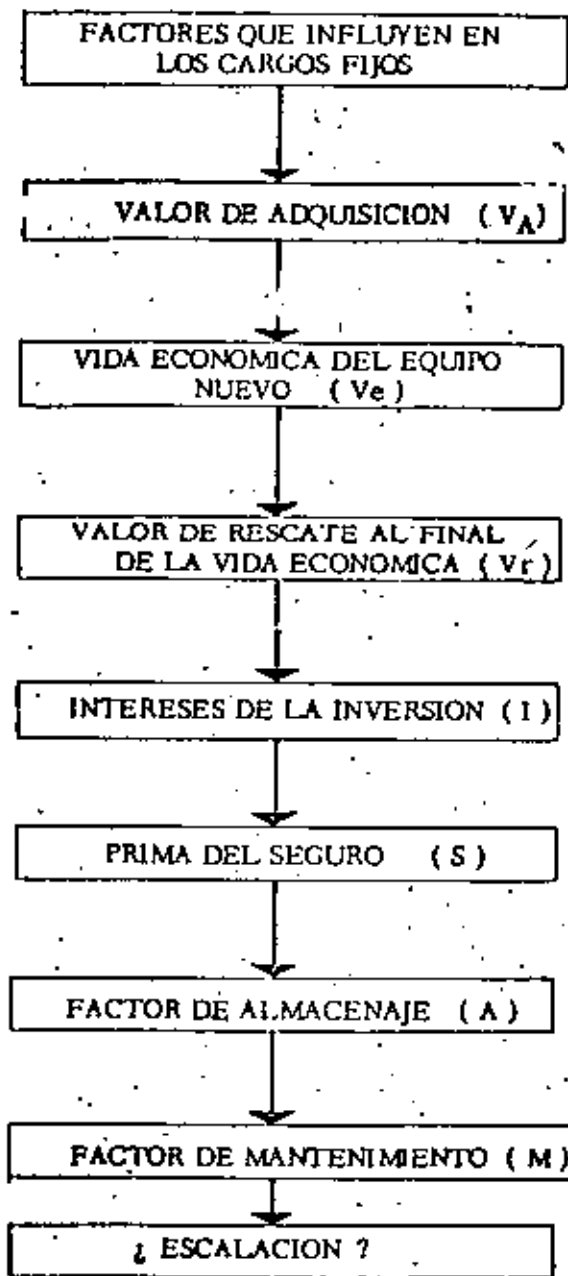 FACTORES QUE INFLUYEN EN
LOS CARGOS FIJOS
VALOR DE ADQUISICION ( VA)
VIDA ECONOMICA DEL EQUIPO
NUEVO ( Ve )
VALOR DE RESCATE AL FINAL
DE LA VIDA ECONOMICA ( Vr )
INTERESES DE LA INVERSION ( I )
PRIMA DEL SEGURO ( S )
FACTOR DE ALMACENAJE ( A )
FACTOR DE MANTENIMIENTO ( M )
¿ ESCALACION ?